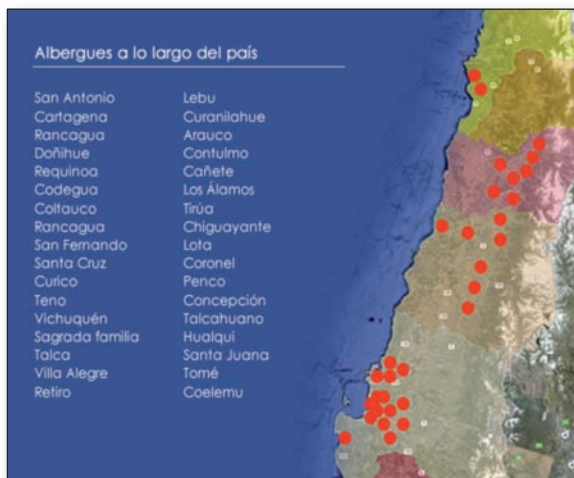 Albergues a lo largo del país
San Antonio
Cartagena
Rancagua
Doñihue
Requinoa
Codegua
Coltauco
Rancagua
San Fernando
Santa Cruz
Curico
Teno
Vichuquén
Sagrada familia
Talca
Villa Alegre
Retiro
Lebu
Curanilahue
Arauco
Contulmo
Cañete
Los Álamos
Tirúa
Chiguayante
Lota
Coronel
Penco
Concepción
Talcahuano
Hualqui
Santa Juana
Tomé
Coelemu